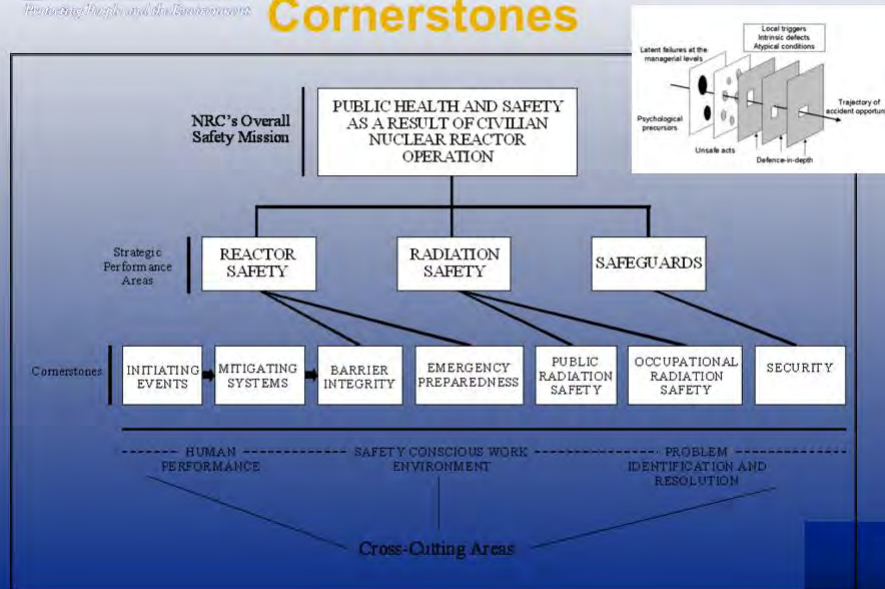 Protecting People and the Environment
Cornerstones
Local triggers
Intrinsic defects
Atypical conditions
Latent failures at the
managerial levels
Trajectory of
accident opportun
Psychological
precursors
Unsafe acts
Defence-in-depth
NRC's Overall
Safety Mission
PUBLIC HEALTH AND SAFETY
AS A RESULT OF CIVILIAN
NUCLEAR REACTOR
OPERATION
Strategic
Performance
Areas
REACTOR
SAFETY
RADIATION
SAFETY
SAFEGUARDS
Cornerstones
INITIATING
EVENTS
MITIGATING
SYSTEMS
BARRIER
INTEGRITY
EMERGENCY
PREPAREDNESS
PUBLIC
RADIATION
SAFETY
OCCUPATIONAL
RADIATION
SAFETY
SECURITY
HUMAN
PERFORMANCE
SAFETY CONSCIOUS WORK
ENVIRONMENT
PROBLEM
IDENTIFICATION AND
RESOLUTION
Cross-Cutting Areas